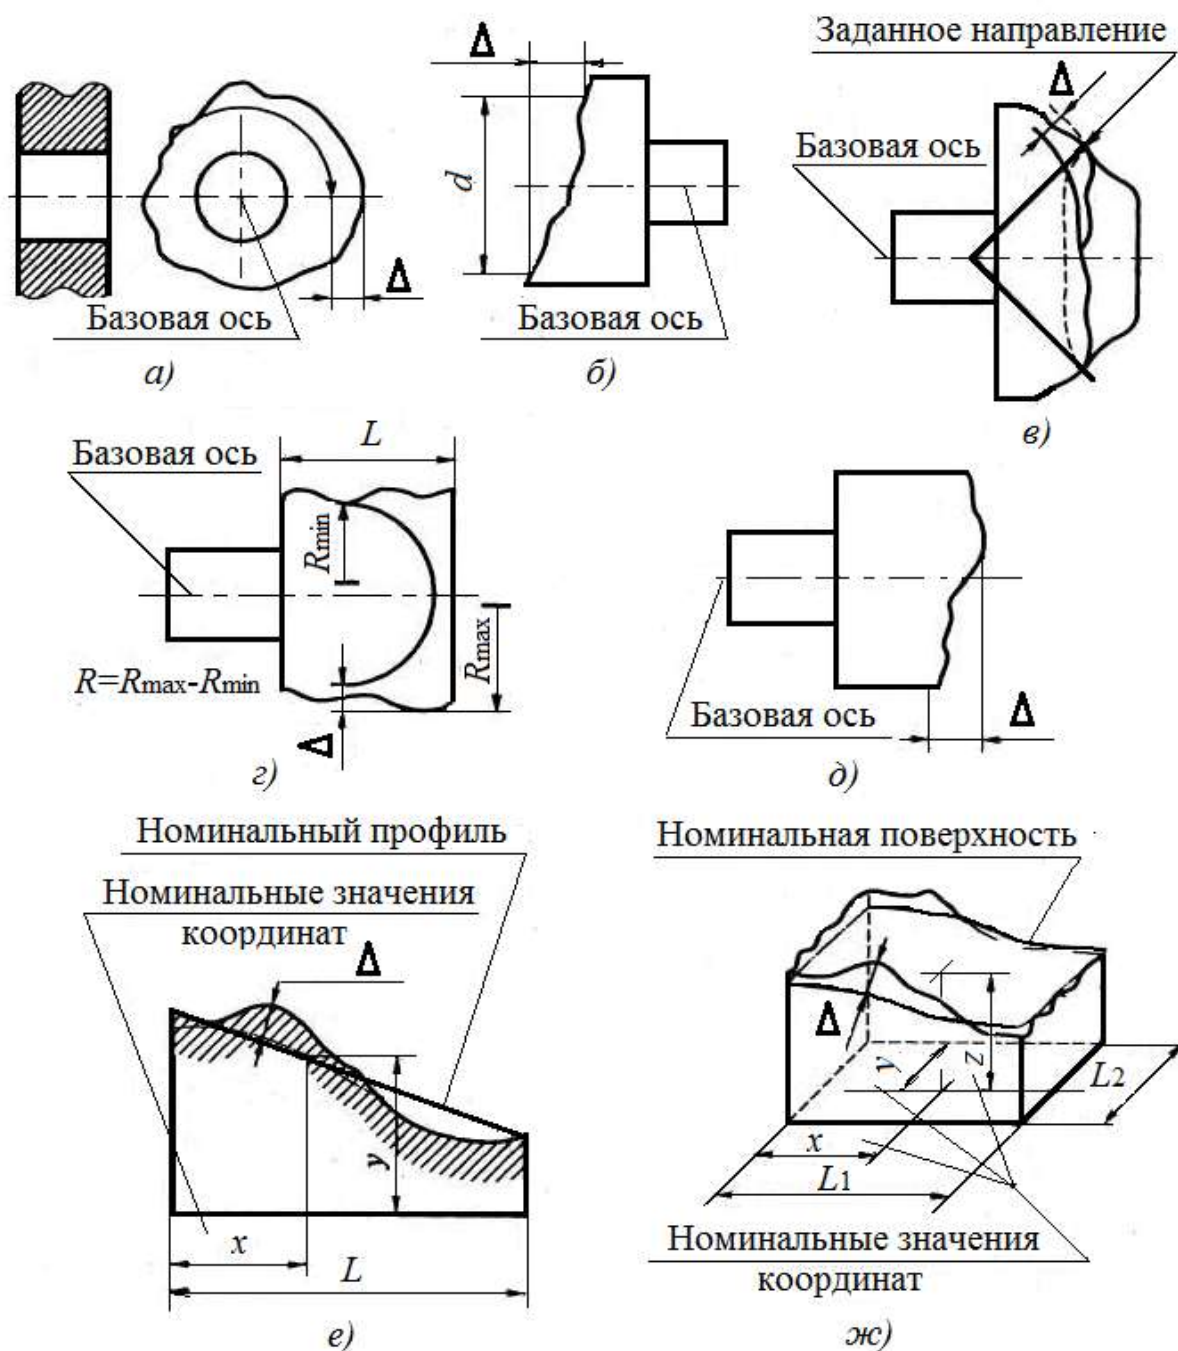 Δ
d
Базовая ось
б)
Δ
Базовая ось
а)
Заданное направление
Δ
Базовая ось
в)
Базовая ось
L
Rmin
Rmax
R=Rmax-Rmin
Δ
г)
Базовая ось
Δ
д)
Номинальный профиль
Номинальные значения
координат
Δ
y
x
L
е)
Номинальная поверхность
Δ
y
z
L2
x
L1
Номинальные значения
координат
ж)